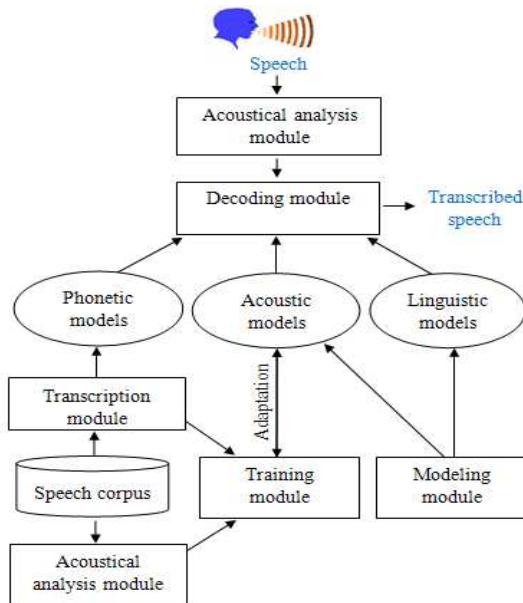 Speech
Acoustical analysis
module
Decoding module
Transcribed
speech
Phonetic
models
Acoustic
models
Linguistic
models
Adaptation
Transcription
module
Speech corpus
Training
module
Modeling
module
Acoustical
analysis module